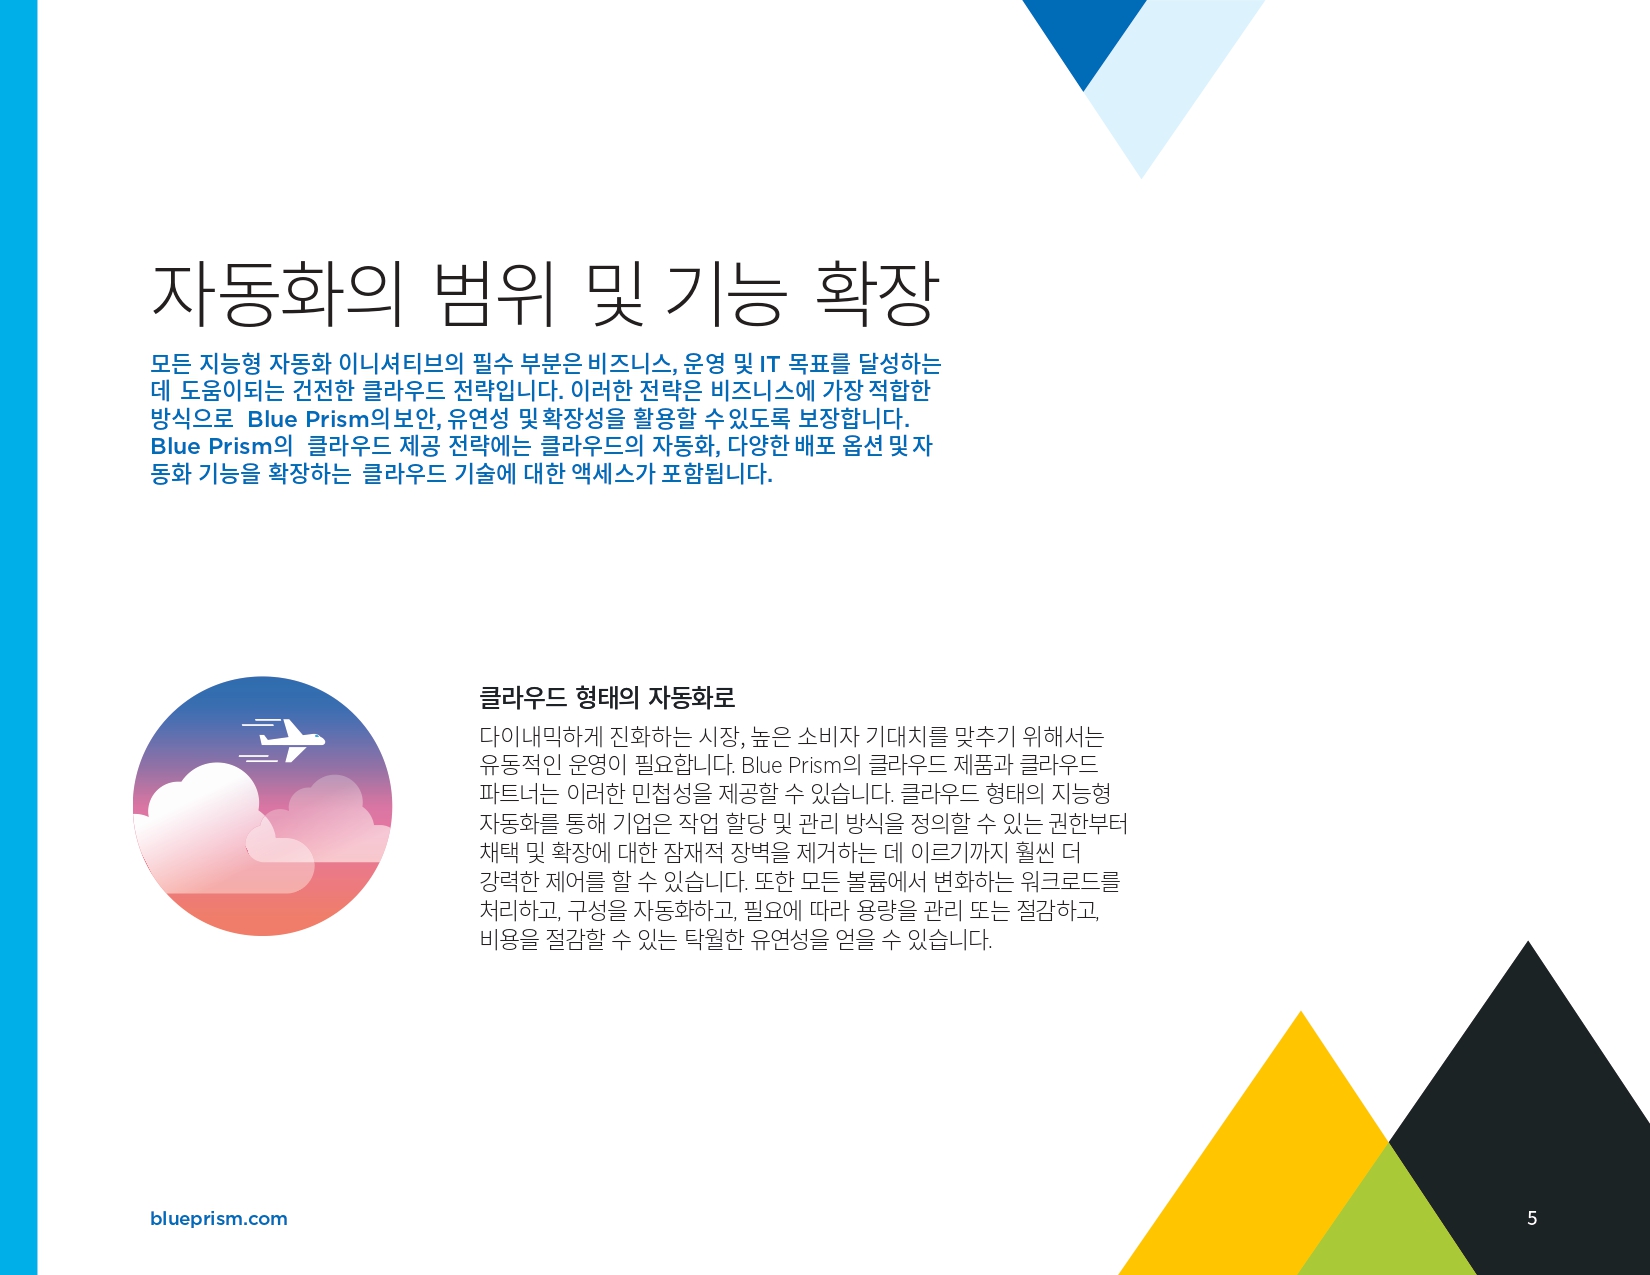 자동화의 범위 및 기능 확장
모든 지능형 자동화 이니셔티브의 필수 부분은 비즈니스, 운영 및 IT 목표를 달성하는
데 도움이되는 건전한 클라우드 전략입니다. 이러한 전략은 비즈니스에 가장 적합한
방식으로 Blue Prism의 보안, 유연성 및 확장성을 활용할 수 있도록 보장합니다.
Blue Prism의 클라우드 제공 전략에는 클라우드의 자동화, 다양한 배포 옵션 및 자
동화 기능을 확장하는 클라우드 기술에 대한 액세스가 포함됩니다.
클라우드 형태의 자동화로
다이내믹하게 진화하는 시장, 높은 소비자 기대치를 맞추기 위해서는
유동적인 운영이 필요합니다. Blue Prism의 클라우드 제품과 클라우드
파트너는 이러한 민첩성을 제공할 수 있습니다. 클라우드 형태의 지능형
자동화를 통해 기업은 작업 할당 및 관리 방식을 정의할 수 있는 권한부터
채택 및 확장에 대한 잠재적 장벽을 제거하는 데 이르기까지 훨씬 더
강력한 제어를 할 수 있습니다. 또한 모든 볼륨에서 변화하는 워크로드를
처리하고, 구성을 자동화하고, 필요에 따라 용량을 관리 또는 절감하고,
비용을 절감할 수 있는 탁월한 유연성을 얻을 수 있습니다.
blueprism.com
5